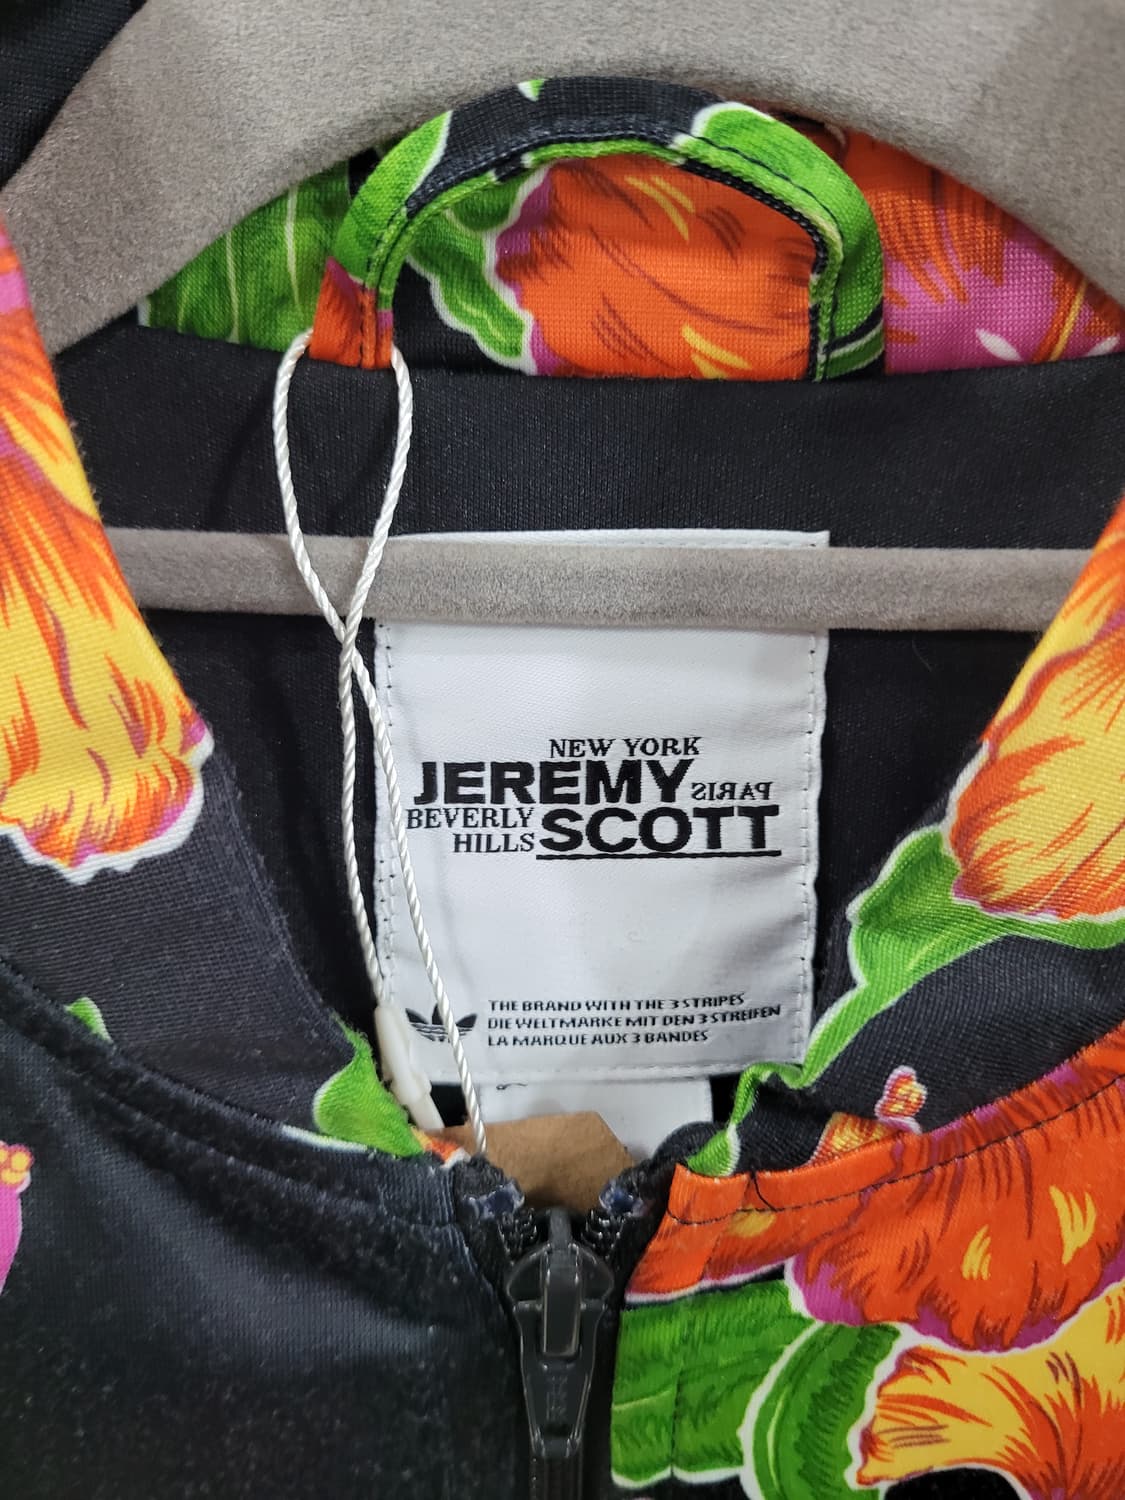 NEW YORK
JEREMY PARIS
BEVERLY HILLS SCOTT
THE BRAND WITH THE 3 STRIPES
DIE WELTMARKE MIT DEN 3 STREIFEN
LA MARQUE AUX 3 BANDES